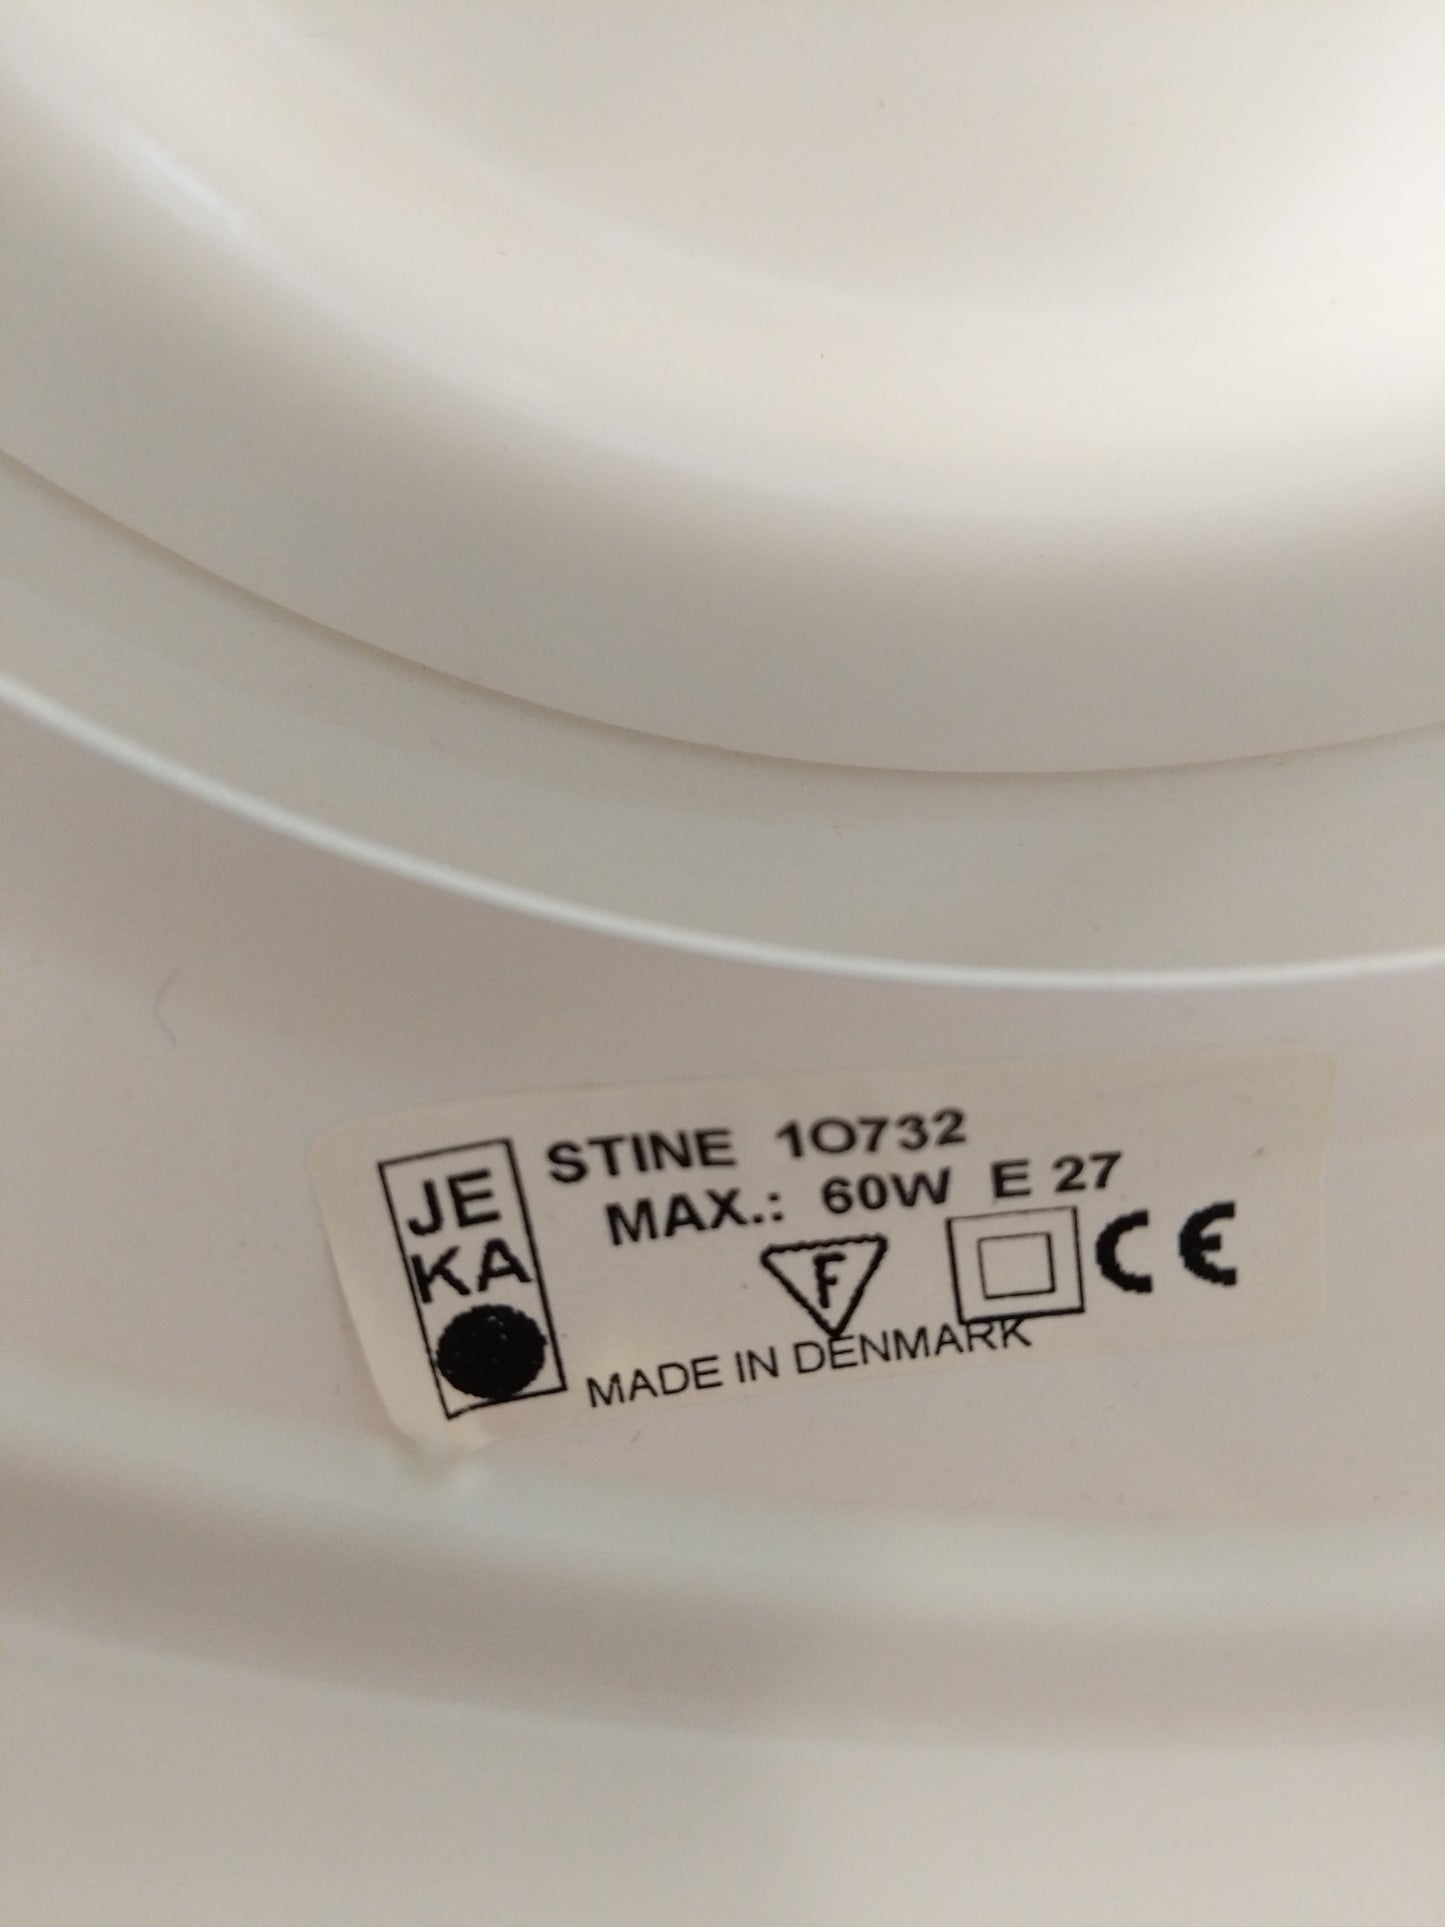 JE
KA
STINE 10732
MAX.: 60W E 27
F
CE
MADE IN DENMARK